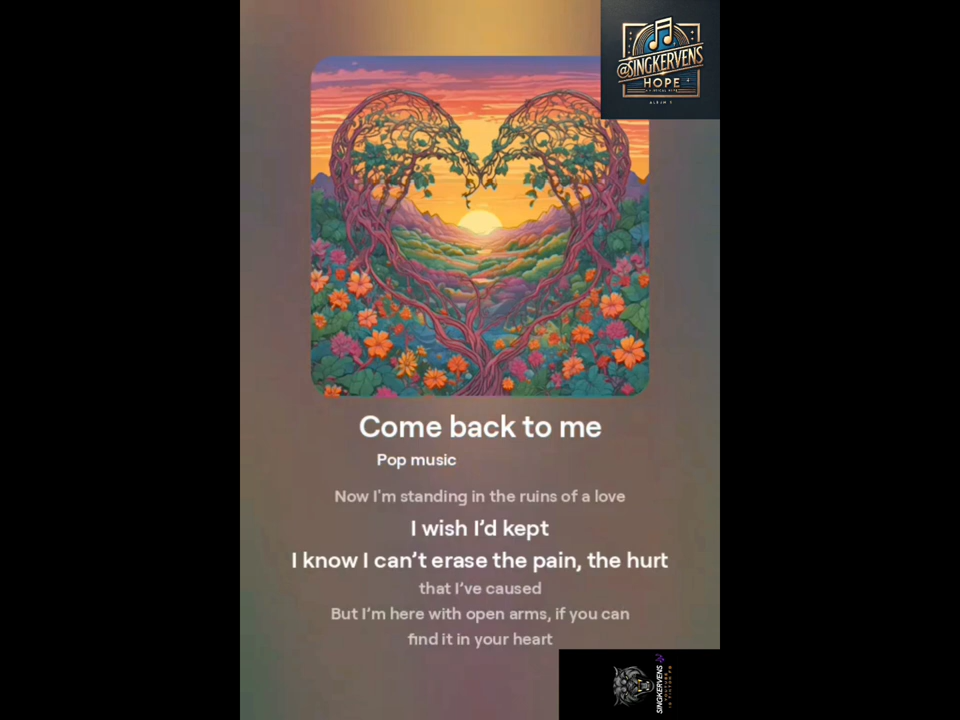 @SINGKERVENS
HOPE
Come back to me
Pop music
Now I'm standing in the ruins of a love
I wish I'd kept
I know I can't erase the pain, the hurt
that I've caused
But I'm here with open arms, if you can
find it in your heart
SINGKERVENS